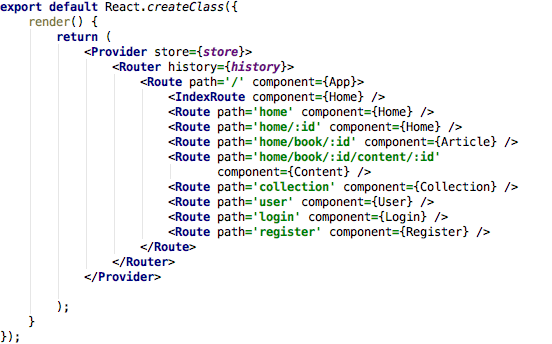 export default React.createClass({
    render() {
        return (
            <Provider store={store}>
                <Router history={history}>
                    <Route path='/' component={App}>
                        <IndexRoute component={Home} />
                        <Route path='home' component={Home} />
                        <Route path='home/:id' component={Home} />
                        <Route path='home/book/:id' component={Article} />
                        <Route path='home/book/:id/content/:id'
                               component={Content} />
                        <Route path='collection' component={Collection} />
                        <Route path='user' component={User} />
                        <Route path='login' component={Login} />
                        <Route path='register' component={Register} />
                    </Route>
                </Router>
            </Provider>

        );
    }
});